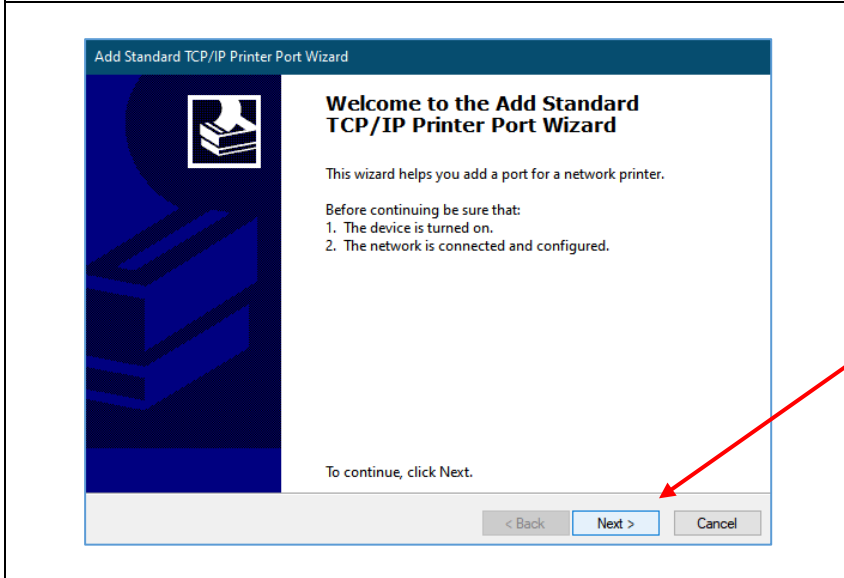 Add Standard TCP/IP Printer Port Wizard
Welcome to the Add Standard
TCP/IP Printer Port Wizard
This wizard helps you add a port for a network printer.
Before continuing be sure that:
1. The device is turned on.
2. The network is connected and configured.
To continue, click Next.
< Back Next > Cancel